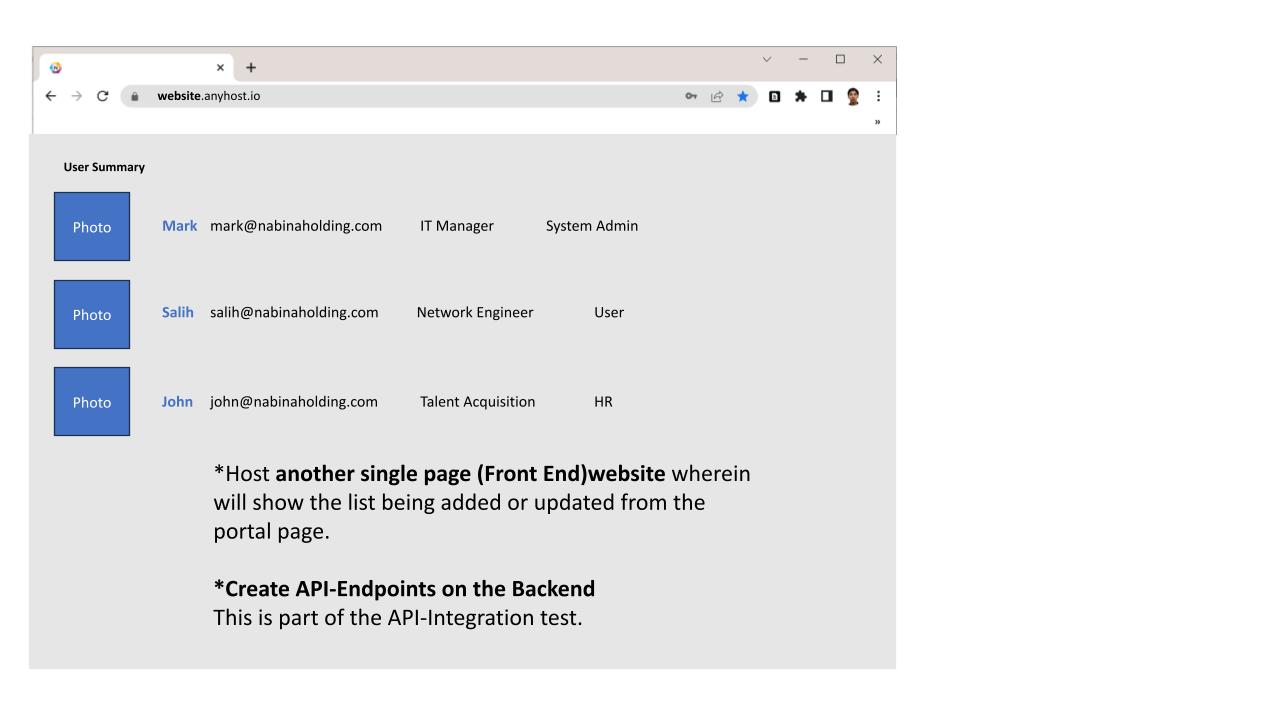 website.anyhost.io
»
User Summary
Photo Mark mark@nabinaholding.com IT Manager System Admin
Photo Salih salih@nabinaholding.com Network Engineer User
Photo John john@nabinaholding.com Talent Acquisition HR
*Host another single page (Front End)website wherein
will show the list being added or updated from the
portal page.
*Create API-Endpoints on the Backend
This is part of the API-Integration test.